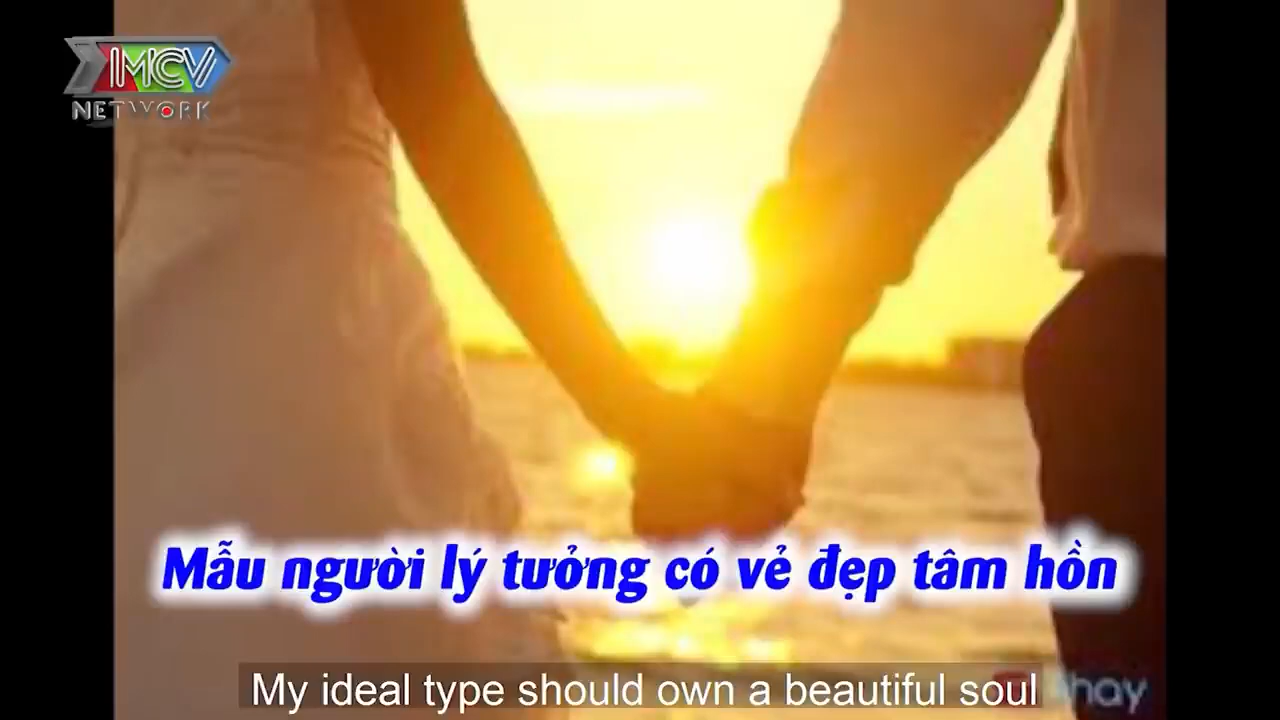 MCV
NETWORK
Mẫu người lý tưởng có vẻ đẹp tâm hồn
My ideal type should own a beautiful soul